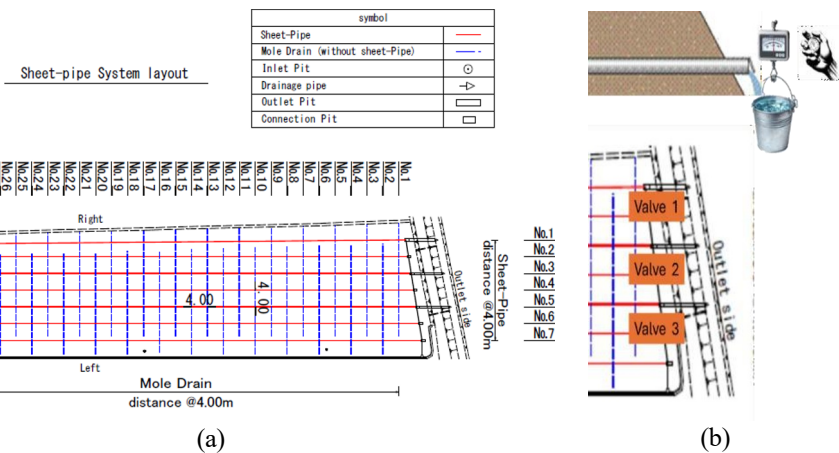 symbol
Sheet-Pipe
Mole Drain (without sheet-Pipe)
Inlet Pit
Drainage pipe
Outlet Pit
Connection Pit
Sheet-pipe System layout
No.26
No.25
No.24
No.23
No.22
No.21
No.20
No.19
No.18
No.17
No.16
No.15
No.14
No.13
No.12
No.11
No.10
No.9
No.8
No.7
No.6
No.5
No.4
No.3
No.2
No.1
Right
4.00
4.00
Left
Mole Drain
distance @4.00m
Outlet side
Sheet-Pipe
distance @4.00m
No.1
No.2
No.3
No.4
No.5
No.6
No.7
(a)
Valve 1
Valve 2
Valve 3
Outlet side
(b)